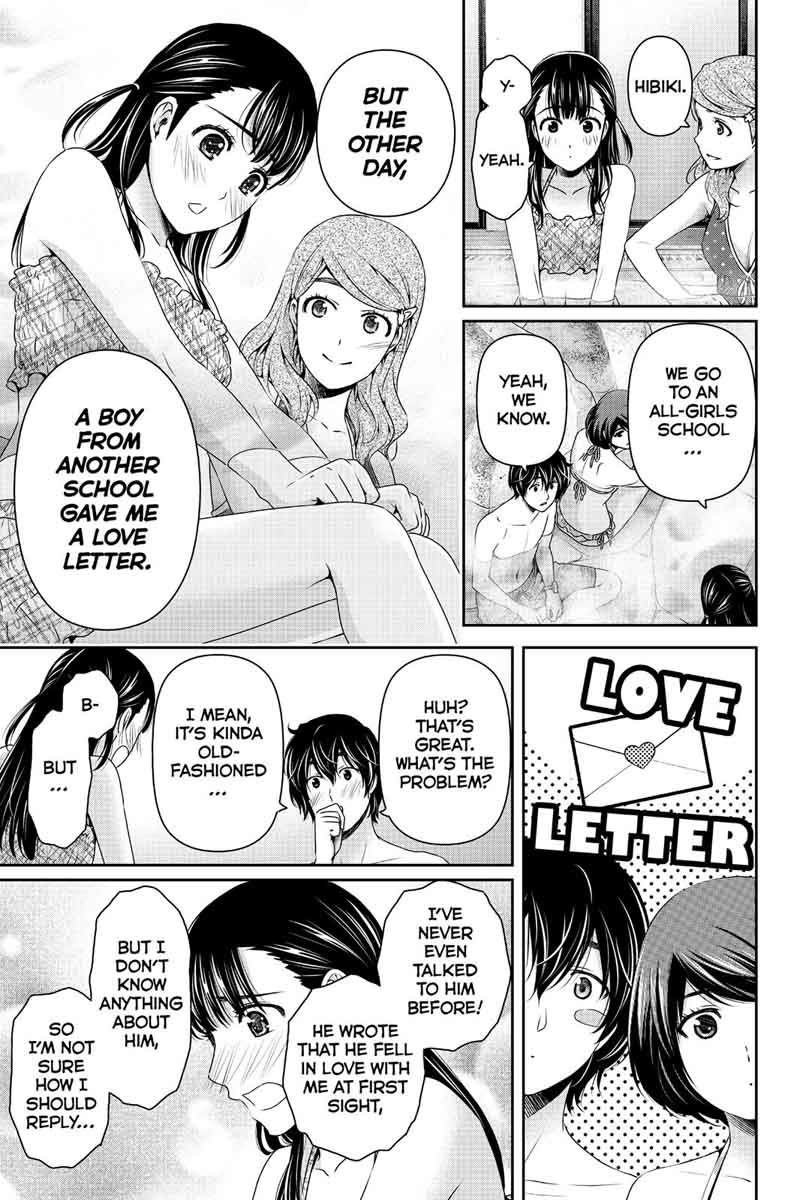 HIBIKI.
Y-
YEAH.
WE GO
TO AN
ALL-GIRLS
SCHOOL
...
YEAH,
WE
KNOW.
BUT
THE
OTHER
DAY,
A BOY
FROM
ANOTHER
SCHOOL
GAVE ME
A LOVE
LETTER.
LOVE
LETTER
HUH?
THAT'S
GREAT.
WHAT'S THE
PROBLEM?
I MEAN,
IT'S KINDA
OLD-
FASHIONED
...
B-
BUT ...
I'VE
NEVER
EVEN
TALKED
TO HIM
BEFORE!
HE WROTE
THAT HE FELL
IN LOVE WITH
ME AT FIRST
SIGHT,
BUT I
DON'T
KNOW
ANYTHING
ABOUT
HIM,
SO
I'M NOT
SURE
HOW I
SHOULD
REPLY...